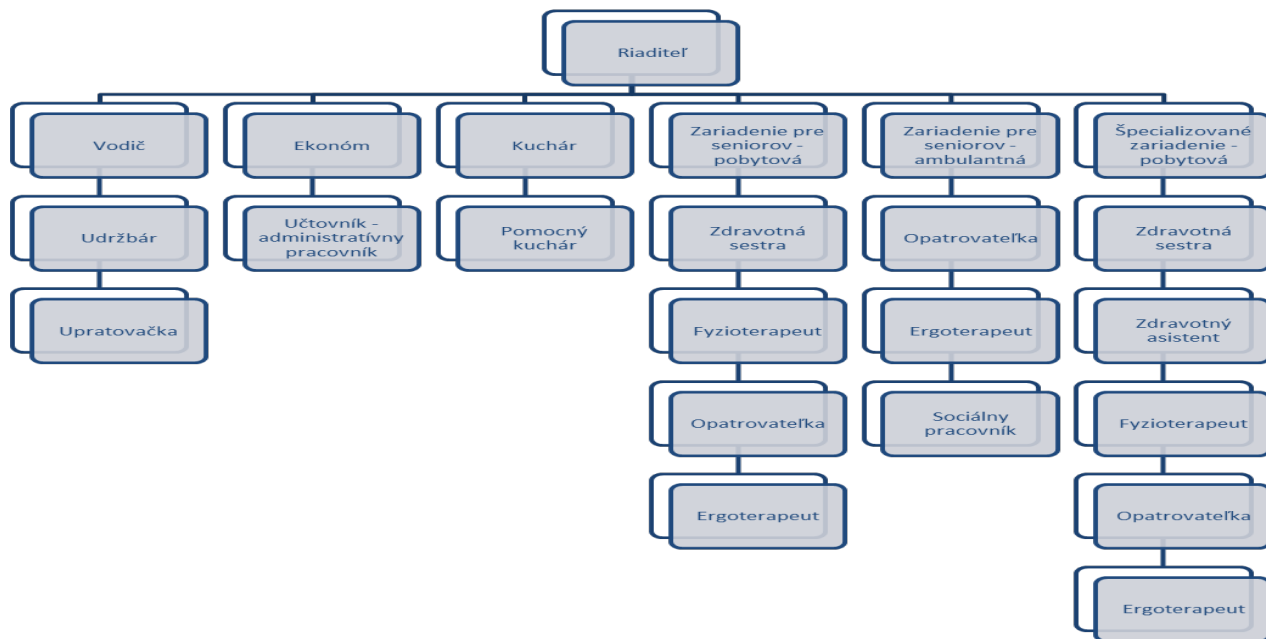 Riaditeľ
Vodič
Ekonóm
Kuchár
Zariadenie pre
seniorov -
pobytová
Zariadenie pre
seniorov -
ambulantná
Špecializované
zariadenie -
pobytová
Udržbár
Učtovník -
administratívny
pracovník
Pomocný
kuchár
Zdravotná
sestra
Opatrovateľka
Zdravotná
sestra
Upratovačka
Fyzioterapeut
Ergoterapeut
Zdravotný
asistent
Opatrovateľka
Sociálny
pracovník
Fyzioterapeut
Ergoterapeut
Opatrovateľka
Ergoterapeut